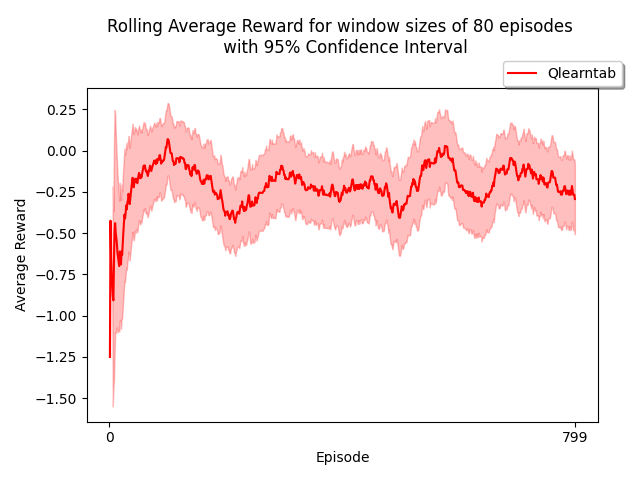 Rolling Average Reward for window sizes of 80 episodes
with 95% Confidence Interval
Qlearntab
0.25
0.00
−0.25
−0.50
−0.75
−1.00
−1.25
−1.50
Average Reward
0
799
Episode